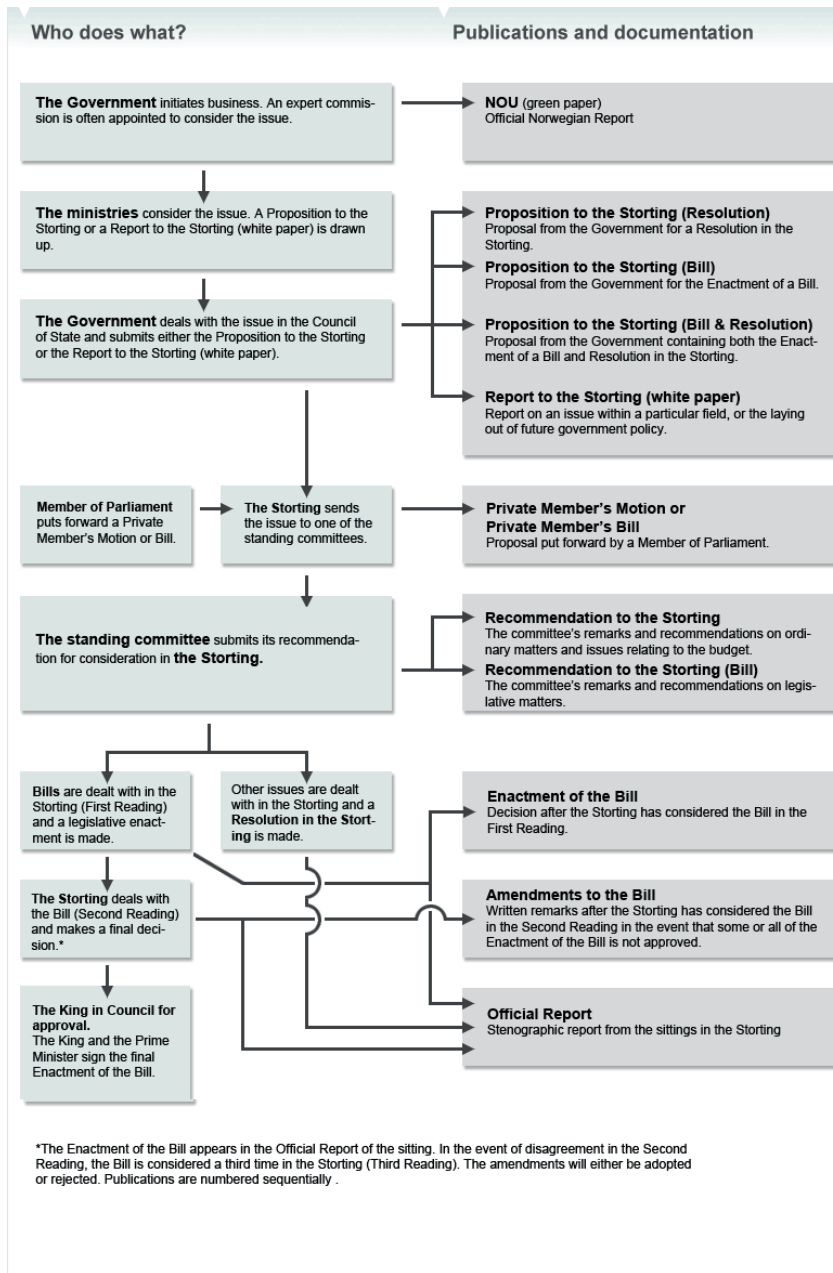 Who does what?
Publications and documentation
The Government initiates business. An expert commis-
sion is often appointed to consider the issue.
NOU (green paper)
Official Norwegian Report
The ministries consider the issue. A Proposition to the
Storting or a Report to the Storting (white paper) is drawn
up.
The Government deals with the issue in the Council
of State and submits either the Proposition to the Storting
or the Report to the Storting (white paper).
Proposition to the Storting (Resolution)
Proposal from the Government for a Resolution in the
Storting.
Proposition to the Storting (Bill)
Proposal from the Government for the Enactment of a Bill.
Proposition to the Storting (Bill & Resolution)
Proposal from the Government containing both the Enact-
ment of a Bill and Resolution in the Storting.
Report to the Storting (white paper)
Report on an issue within a particular field, or the laying
out of future government policy.
Member of Parliament
puts forward a Private
Member's Motion or Bill.
The Storting sends
the issue to one of the
standing committees.
Private Member's Motion or
Private Member's Bill
Proposal put forward by a Member of Parliament.
The standing committee submits its recommenda-
tion for consideration in the Storting.
Recommendation to the Storting
The committee's remarks and recommendations on ordi-
nary matters and issues relating to the budget.
Recommendation to the Storting (Bill)
The committee's remarks and recommendations on legis-
lative matters.
Bills are dealt with in the
Storting (First Reading)
and a legislative enact-
ment is made.
Other issues are dealt
with in the Storting and a
Resolution in the Stort-
ing is made.
Enactment of the Bill
Decision after the Storting has considered the Bill in the
First Reading.
The Storting deals with
the Bill (Second Reading)
and makes a final deci-
sion.*
Amendments to the Bill
Written remarks after the Storting has considered the Bill
in the Second Reading in the event that some or all of the
Enactment of the Bill is not approved.
The King in Council for
approval.
The King and the Prime
Minister sign the final
Enactment of the Bill.
Official Report
Stenographic report from the sittings in the Storting
*The Enactment of the Bill appears in the Official Report of the sitting. In the event of disagreement in the Second
Reading, the Bill is considered a third time in the Storting (Third Reading). The amendments will either be adopted
or rejected. Publications are numbered sequentially .